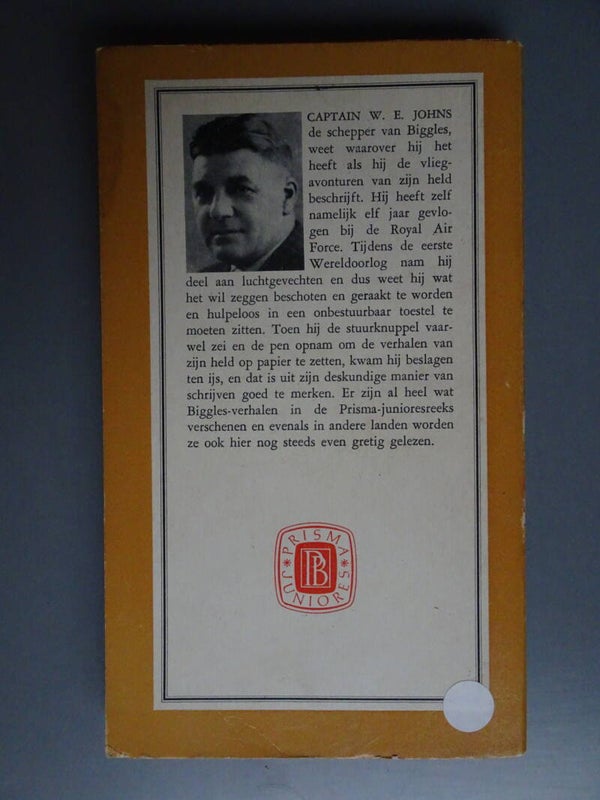 CAPTAIN W. E. JOHNS
de schepper van Biggles,
weet waarover hij het
heeft als hij de vlieg-
avonturen van zijn held
beschrijft. Hij heeft zelf
namelijk elf jaar gevlo-
gen bij de Royal Air
Force. Tijdens de eerste
Wereldoorlog nam hij
deel aan luchtgevechten en dus weet hij wat
het wil zeggen beschoten en geraakt te worden
en hulpeloos in een onbestuurbaar toestel te
moeten zitten. Toen hij de stuurknuppel vaar-
wel zei en de pen opnam om de verhalen van
zijn held op papier te zetten, kwam hij beslagen
ten ijs, en dat is uit zijn deskundige manier van
schrijven goed te merken. Er zijn al heel wat
Biggles-verhalen in de Prisma-junioresreeks
verschenen en evenals in andere landen worden
ze ook hier nog steeds even gretig gelezen.
PRISMA
PB
JUNIORES